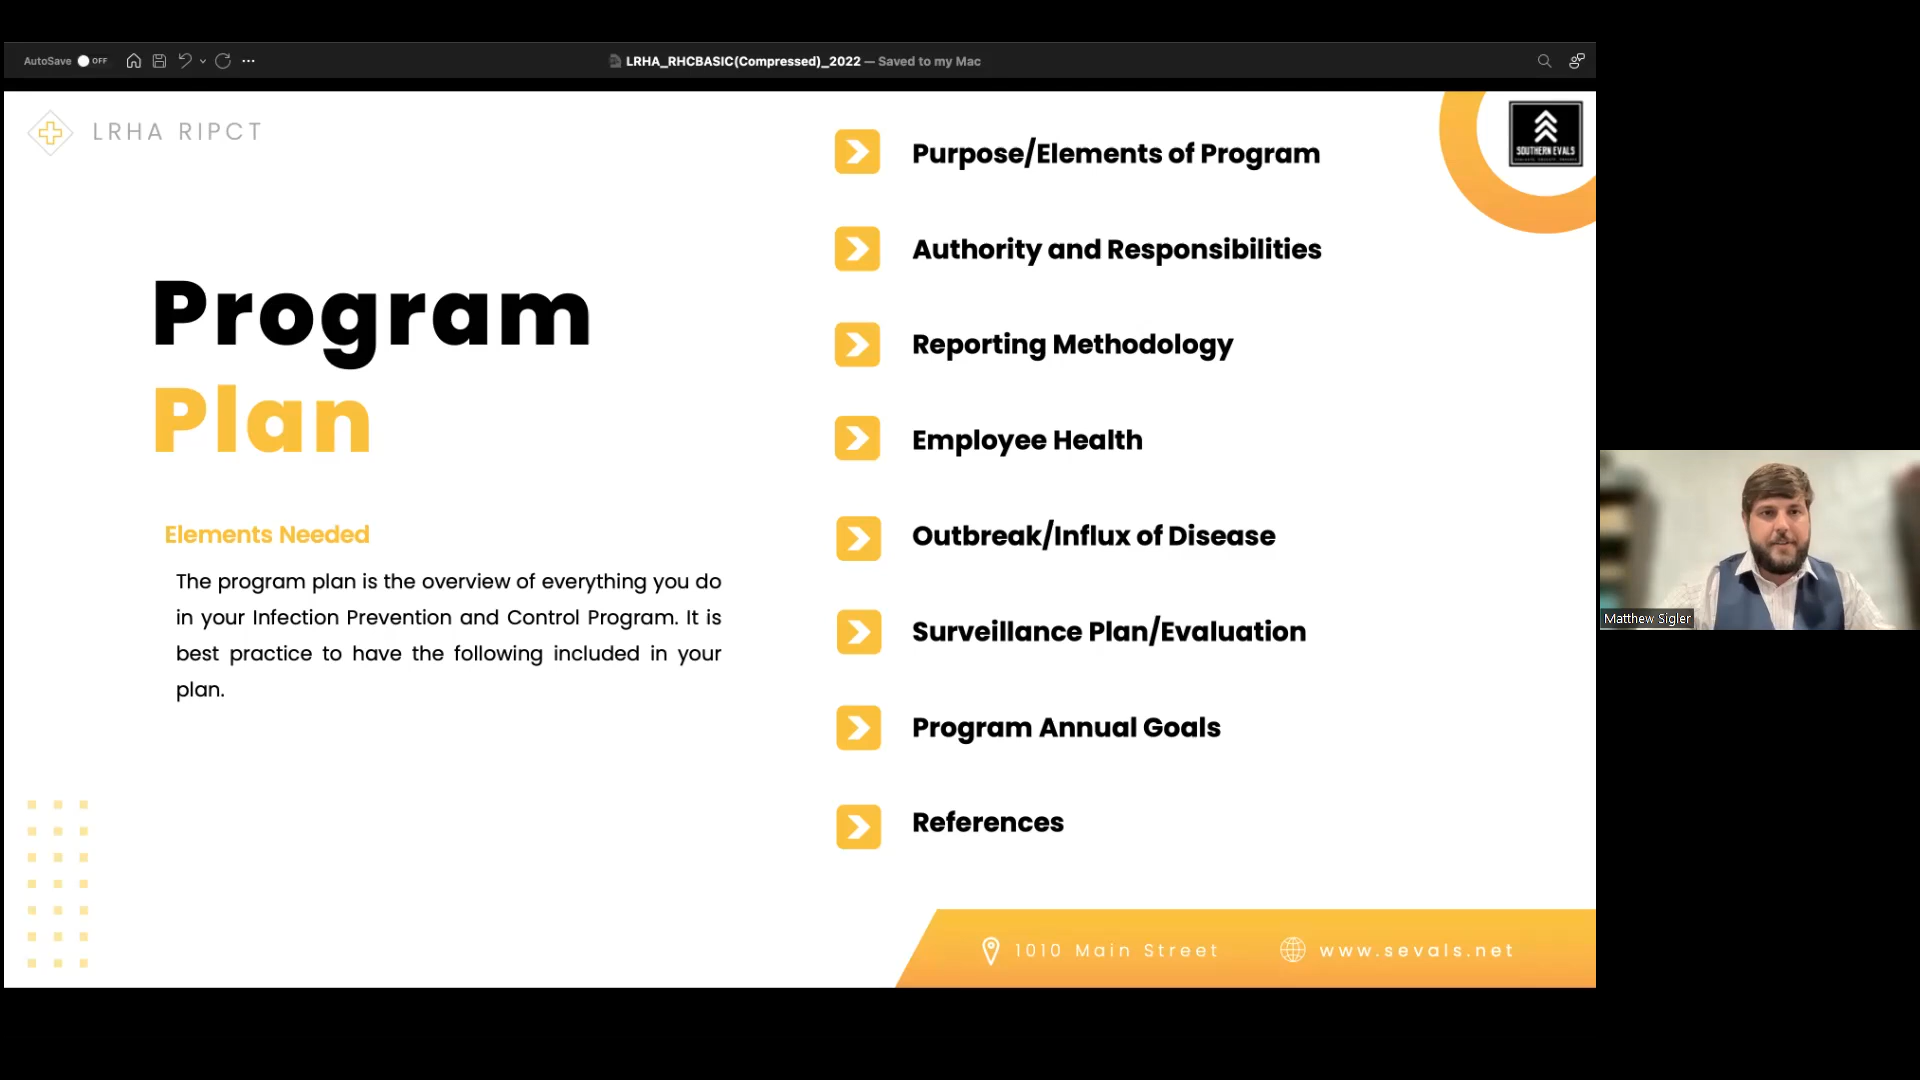 AutoSave OFF
LRHA_RHCBASIC(Compressed)_2022 — Saved to my Mac
LRHA RIPCT
Program
Plan
Elements Needed
The program plan is the overview of everything you do
in your Infection Prevention and Control Program. It is
best practice to have the following included in your
plan.
Purpose/Elements of Program
Authority and Responsibilities
Reporting Methodology
Employee Health
Outbreak/Influx of Disease
Surveillance Plan/Evaluation
Program Annual Goals
References
SOUTHERN EVALS
1010 Main Street
www.sevals.net
Matthew Sigler